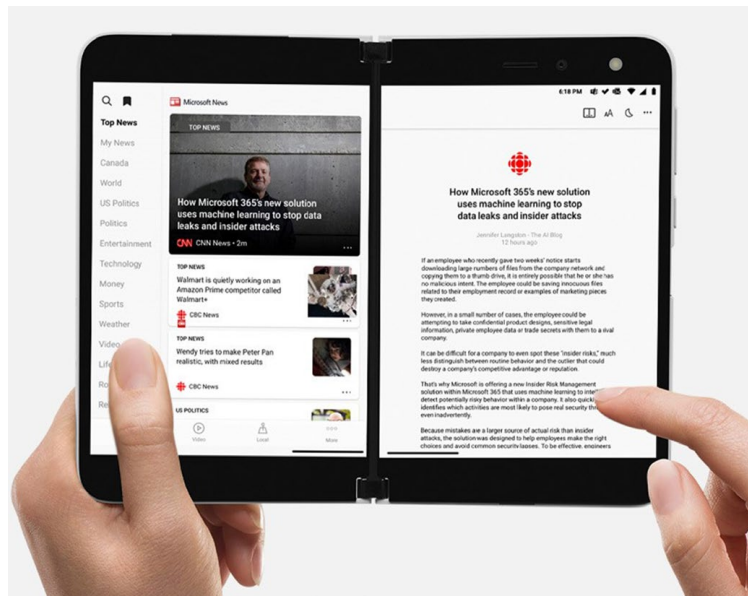 Top News
My News
Canada
World
US Politics
Politics
Entertainment
Technology
Money
Sports
Weather
Video
Microsoft News
TOP NEWS
How Microsoft 365's new solution
uses machine learning to stop data
leaks and insider attacks
CNN CNN News • 2m
TOP NEWS
Walmart is quietly working on an
Amazon Prime competitor called
Walmart+
CBC News
TOP NEWS
Wendy tries to make Peter Pan
realistic, with mixed results
CBC News
US POLITICS
Video
Local
More
6:18 PM
AA
How Microsoft 365's new solution
uses machine learning to stop
data leaks and insider attacks
Jennifer Langston - The AI Blog
12 hours ago
If an employee who recently gave two weeks' notice starts
downloading large numbers of files from the company network and
copying them to a thumb drive, it is entirely possible that he or she has
no malicious intent. The employee could be saving innocuous files
related to their employment record or examples of marketing pieces
they created.
However, in a small number of cases, the employee could be
attempting to take confidential product designs, sensitive legal
information, private employee data or trade secrets with them to a rival
company.
It can be difficult for a company to even spot these "insider risks," much
less distinguish between routine behavior and the outlier that could
destroy a company's competitive advantage or reputation.
That's why Microsoft is offering a new Insider Risk Management
solution within Microsoft 365 that uses machine learning to
detect potentially risky behavior within a company. It also
identifies which activities are most likely to pose real security
even inadvertently.
Because mistakes are a larger source of actual risk than insider
attacks, the solution was designed to help employees make the right
choices and avoid common security lapses. To be effective, engineers